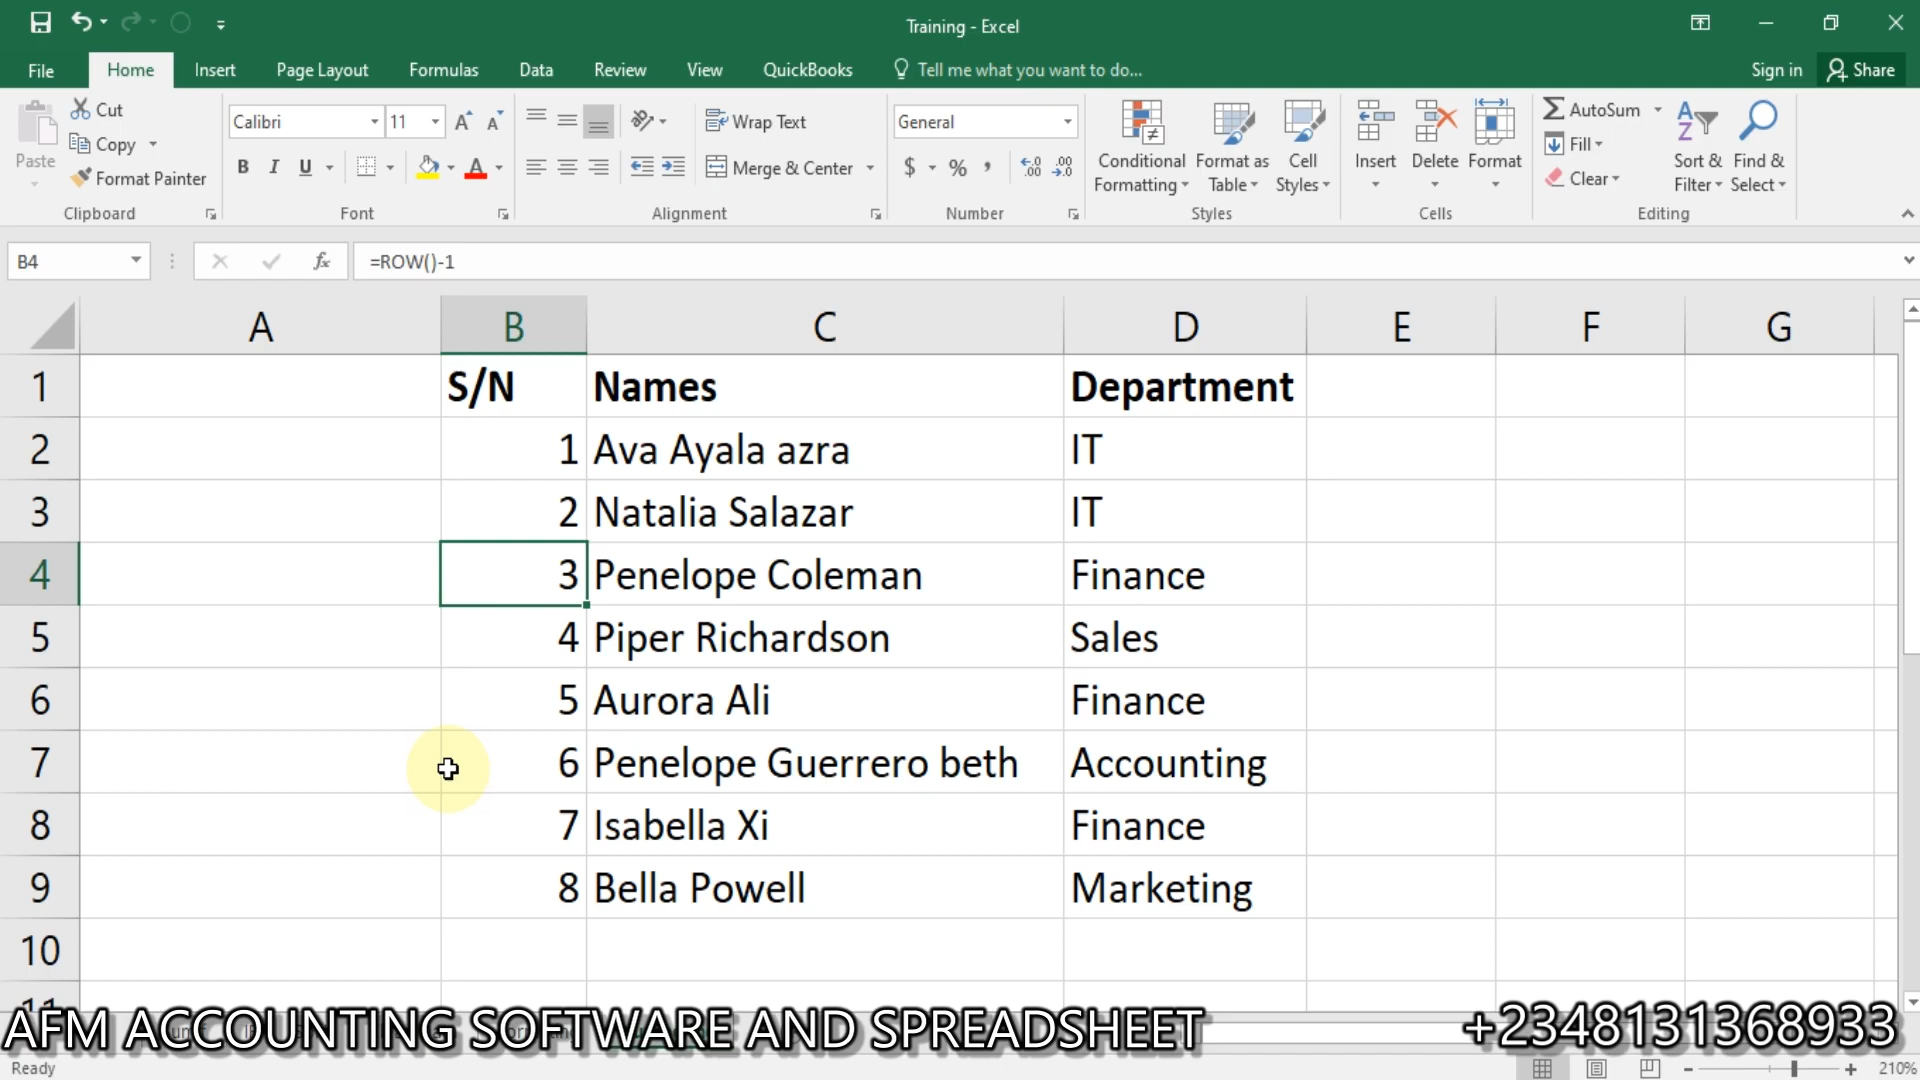 Training - Excel
File Home Insert Page Layout Formulas Data Review View QuickBooks Tell me what you want to do... Sign in Share
Paste
Cut
Copy
Format Painter
Clipboard
Calibri 11
B I U
Font
Wrap Text
Merge & Center
Alignment
General
$ % ,
Number
Conditional Formatting
Format as Table
Cell Styles
Styles
Insert
Delete
Format
Cells
AutoSum
Fill
Clear
Sort & Filter
Find & Select
Editing
B4 fx =ROW()-1
A B C D E F G
1 S/N Names Department
2 1 Ava Ayala azra IT
3 2 Natalia Salazar IT
4 3 Penelope Coleman Finance
5 4 Piper Richardson Sales
6 5 Aurora Ali Finance
7 6 Penelope Guerrero beth Accounting
8 7 Isabella Xi Finance
9 8 Bella Powell Marketing
10
11
AFM ACCOUNTING SOFTWARE AND SPREADSHEET +2348131368933
Ready 210%